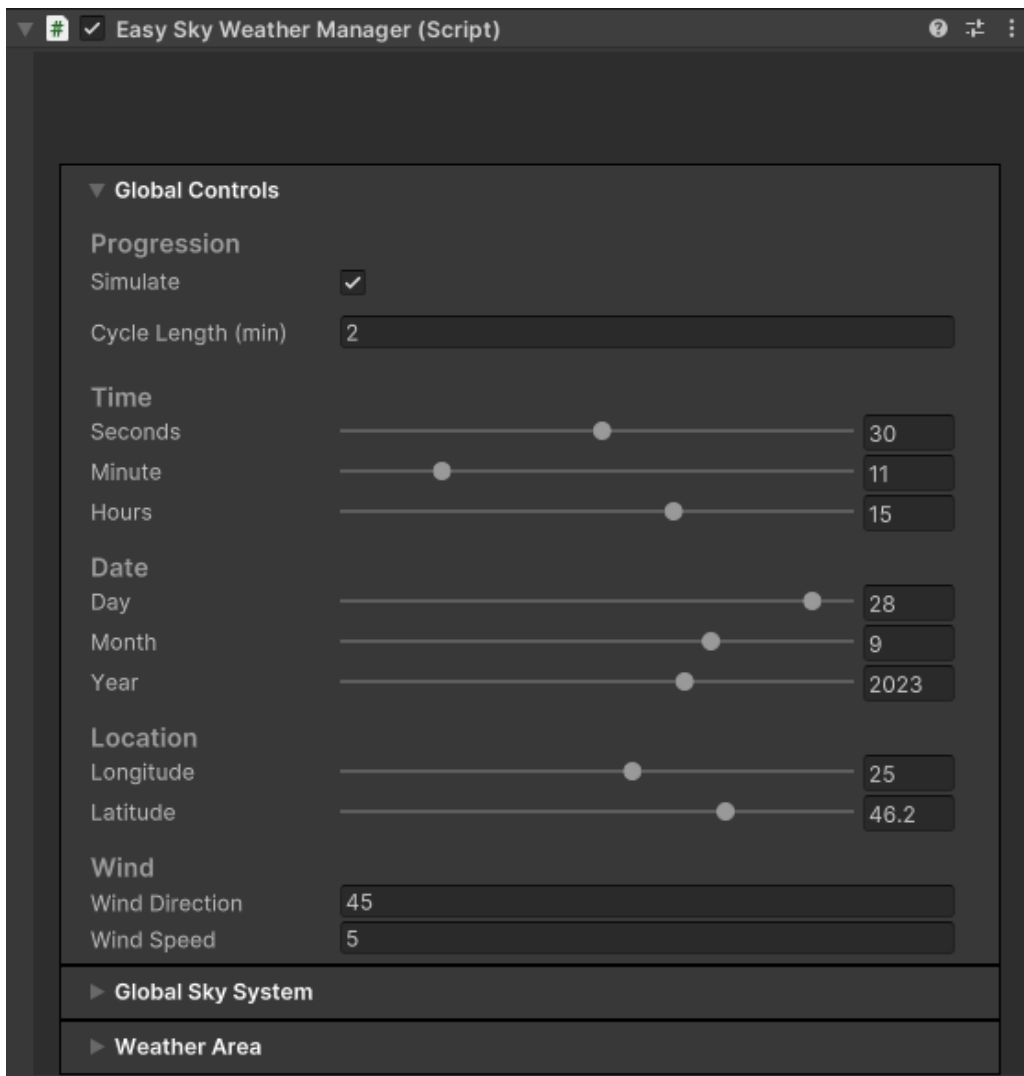 # Easy Sky Weather Manager (Script)
Global Controls
Progression
Simulate
Cycle Length (min) 2
Time
Seconds 30
Minute 11
Hours 15
Date
Day 28
Month 9
Year 2023
Location
Longitude 25
Latitude 46.2
Wind
Wind Direction 45
Wind Speed 5
Global Sky System
Weather Area